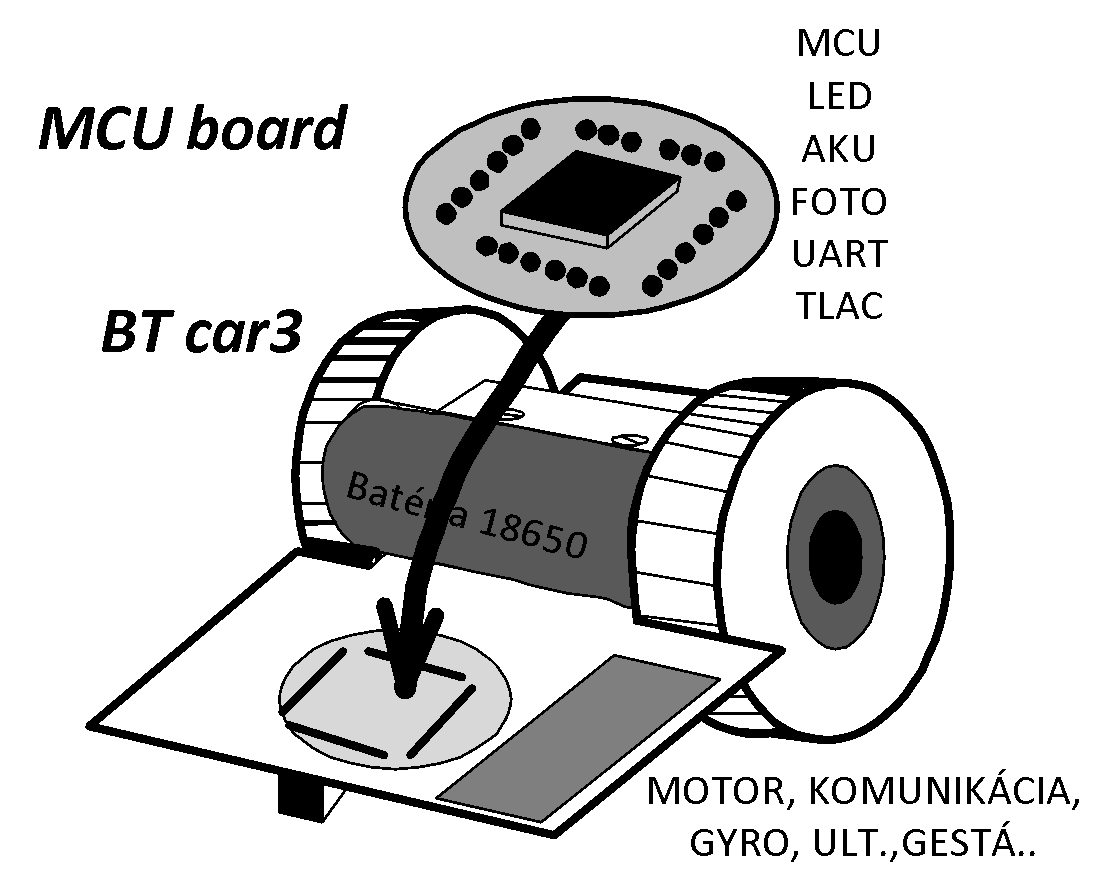 MCU board
MCU
LED
AKU
FOTO
UART
TLAC
BT car3
Batéria 18650
MOTOR, KOMUNIKÁCIA,
GYRO, ULT.,GESTÁ..